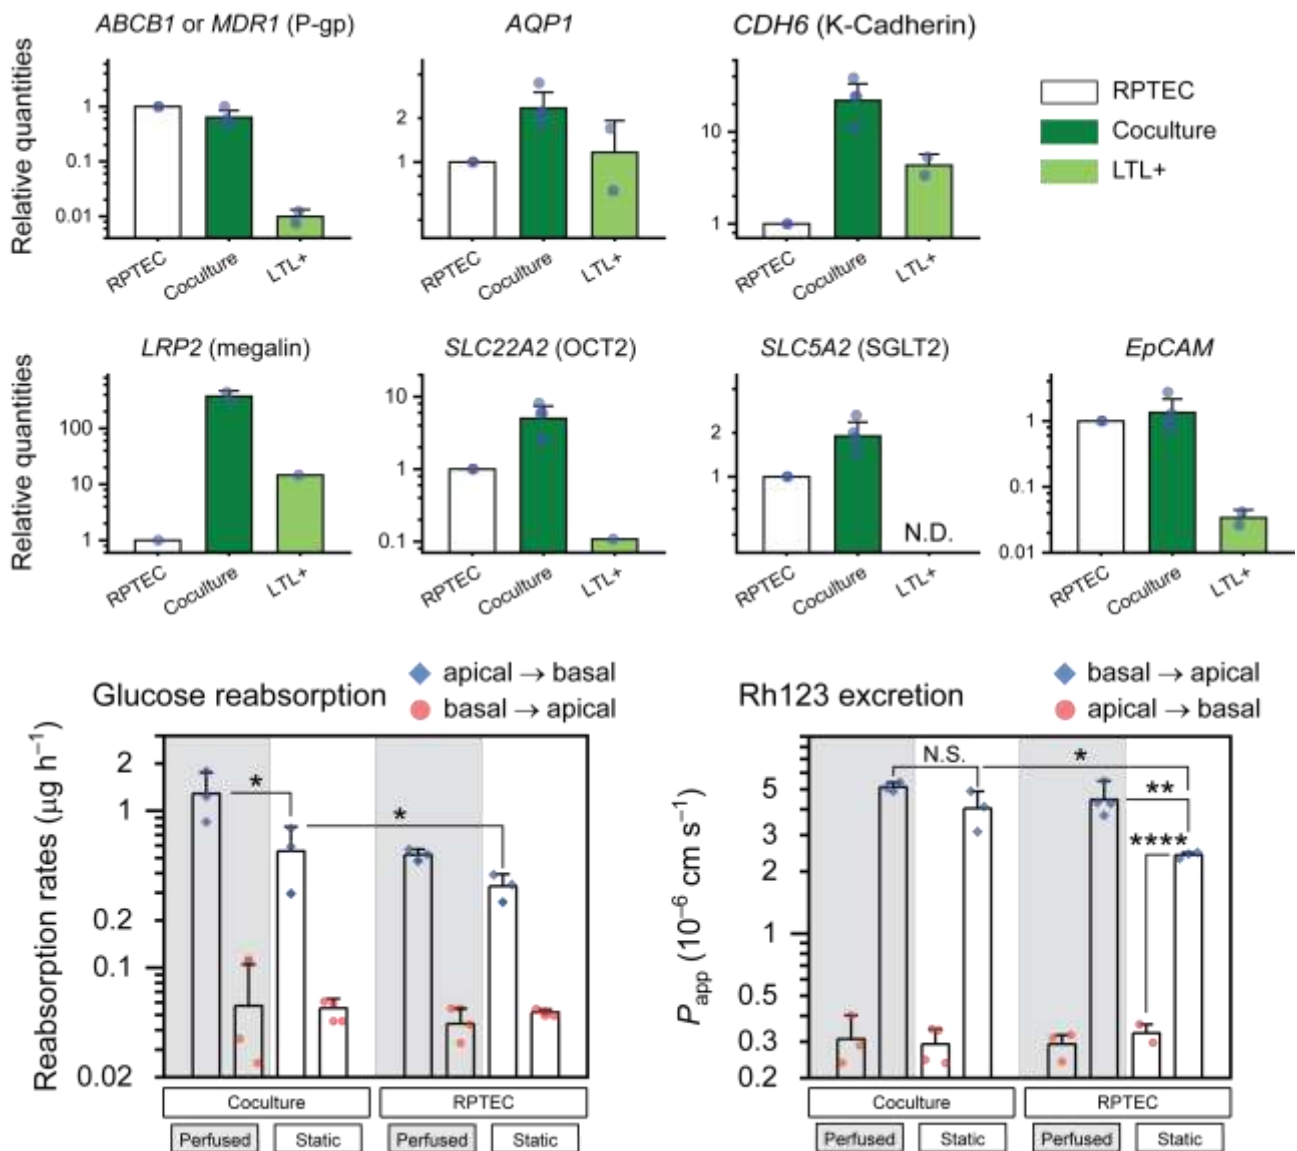 ABCB1 or MDR1 (P-gp)
AQP1
CDH6 (K-Cadherin)
Relative quantities
1
0.1
0.01
RPTEC
Coculture
LTL+
2
1
RPTEC
Coculture
LTL+
10
1
RPTEC
Coculture
LTL+
RPTEC
Coculture
LTL+
LRP2 (megalin)
SLC22A2 (OCT2)
SLC5A2 (SGLT2)
EpCAM
Relative quantities
100
10
1
RPTEC
Coculture
LTL+
10
1
0.1
RPTEC
Coculture
LTL+
2
1
N.D.
RPTEC
Coculture
LTL+
1
0.1
0.01
RPTEC
Coculture
LTL+
Glucose reabsorption
apical → basal
basal → apical
Reabsorption rates (µg h⁻¹)
2
1
0.2
0.1
0.02
*
*
Coculture
RPTEC
Perfused
Static
Perfused
Static
Rh123 excretion
basal → apical
apical → basal
Papp (10⁻⁶ cm s⁻¹)
5
3
2
1
0.5
0.3
0.2
N.S.
*
**
****
Coculture
RPTEC
Perfused
Static
Perfused
Static